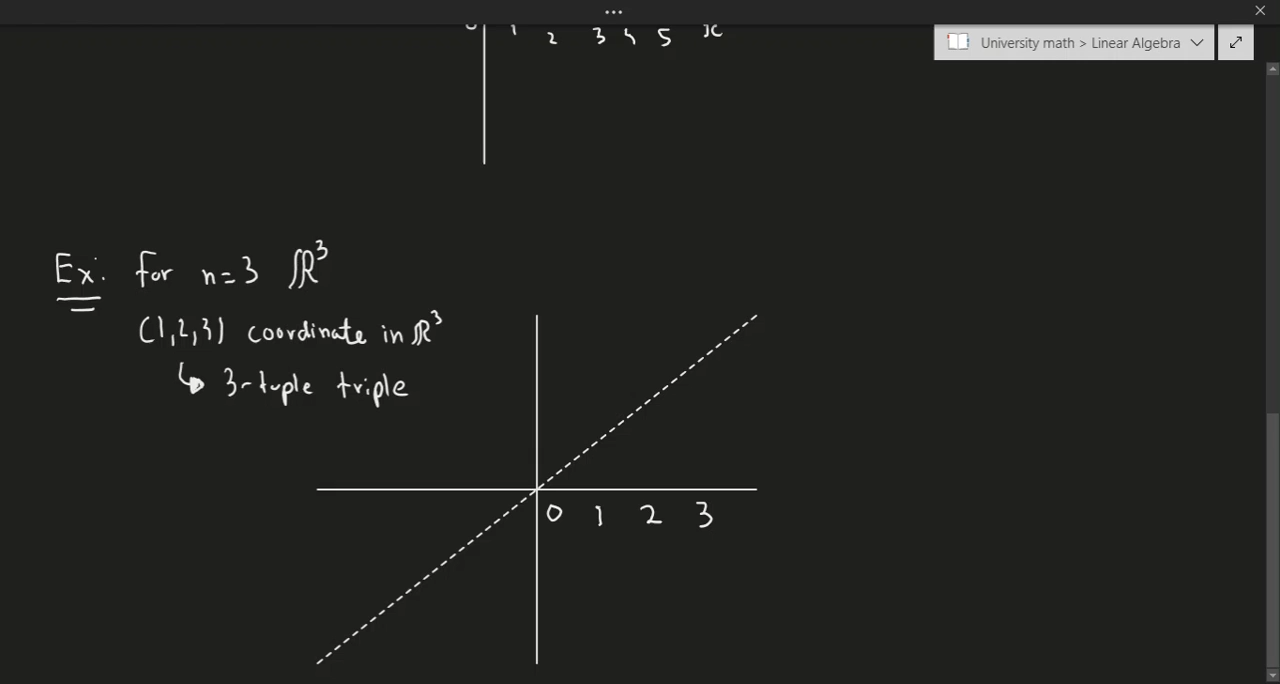 University math > Linear Algebra
1 2 3 4 5 x
Ex: for n=3 ℝ³
(1,2,3) coordinate in ℝ³
↳ 3-tuple triple
0 1 2 3